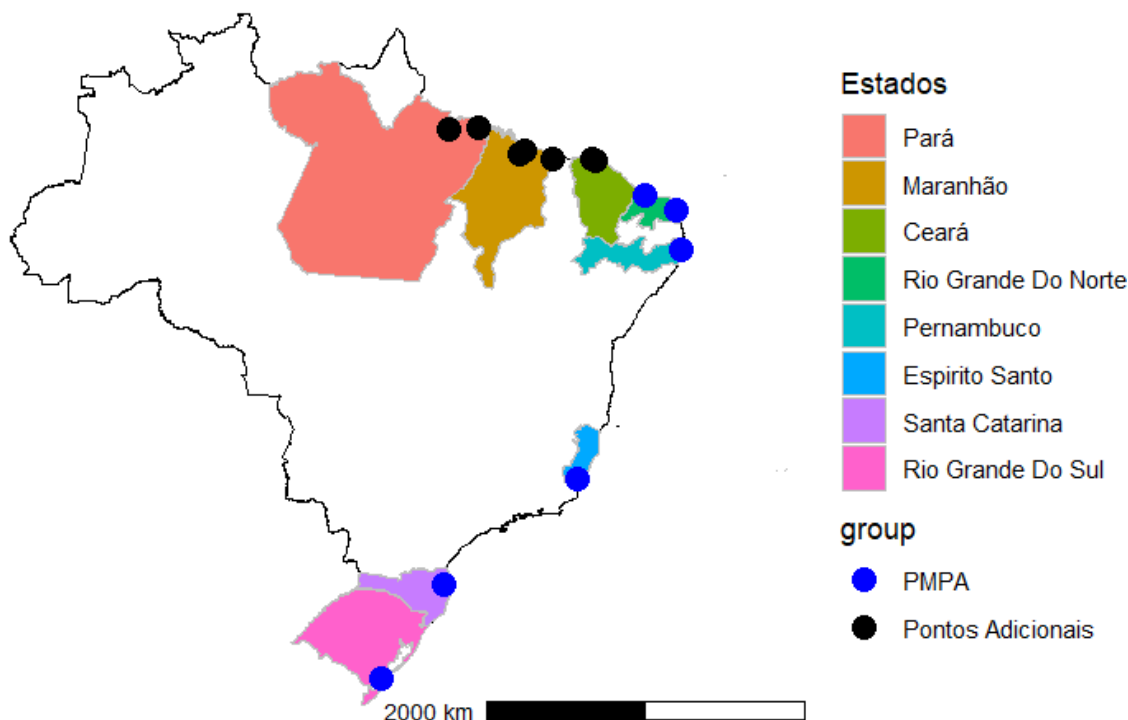 Estados
Pará
Maranhão
Ceará
Rio Grande Do Norte
Pernambuco
Espirito Santo
Santa Catarina
Rio Grande Do Sul
group
PMPA
Pontos Adicionais
2000 km